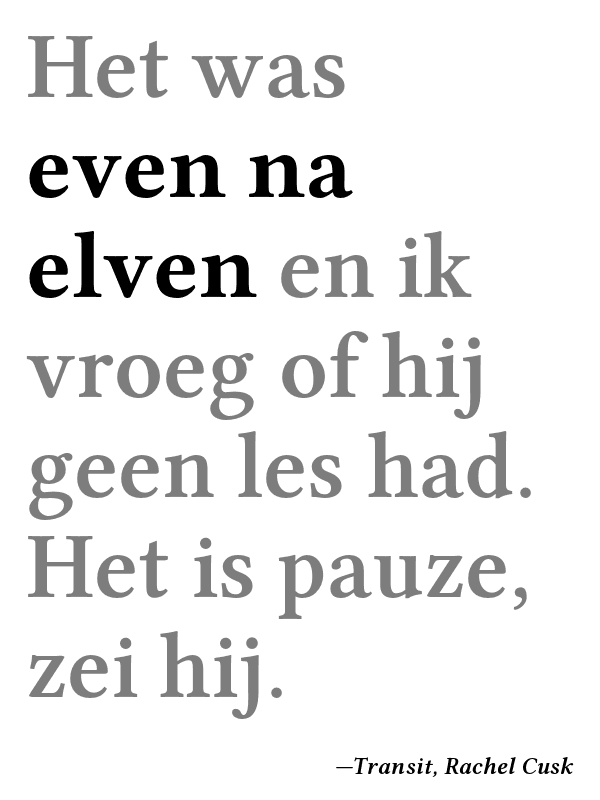 Het was
even na
elven en ik
vroeg of hij
geen les had.
Het is pauze,
zei hij.
—Transit, Rachel Cusk